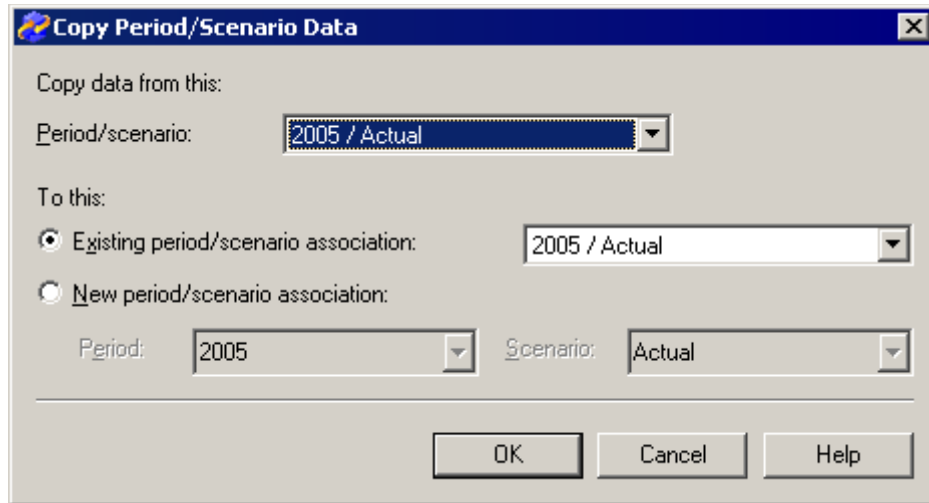 Copy Period/Scenario Data
Copy data from this:
Period/scenario: 2005 / Actual
To this:
Existing period/scenario association: 2005 / Actual
New period/scenario association:
Period: 2005 Scenario: Actual
OK Cancel Help